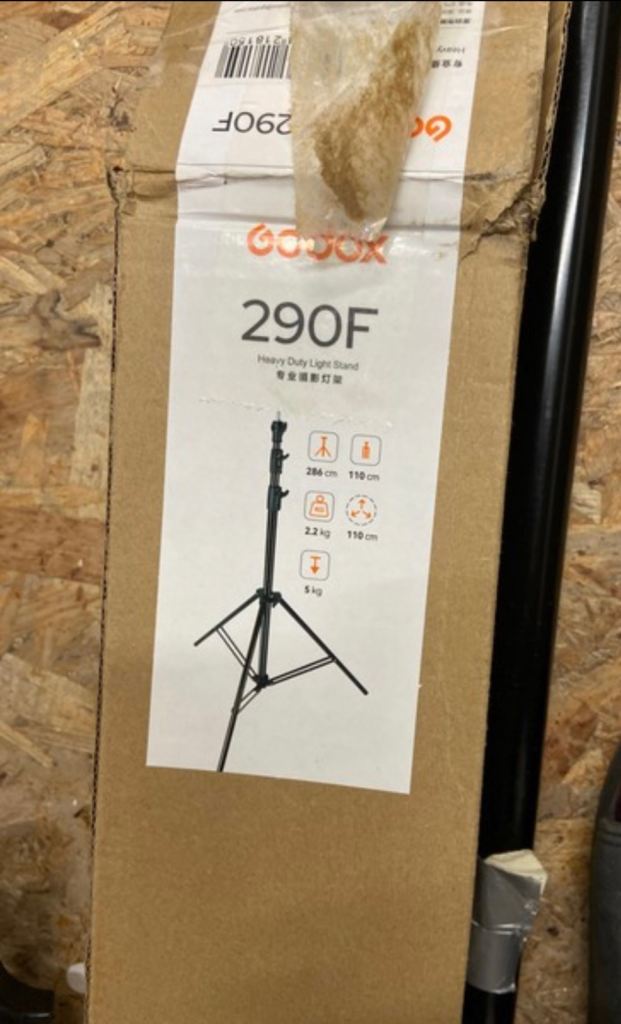 290F
GODOX
290F
Heavy Duty Light Stand
专业摄影灯架
286 cm 110 cm
KG
2.2 kg 110 cm
5 kg